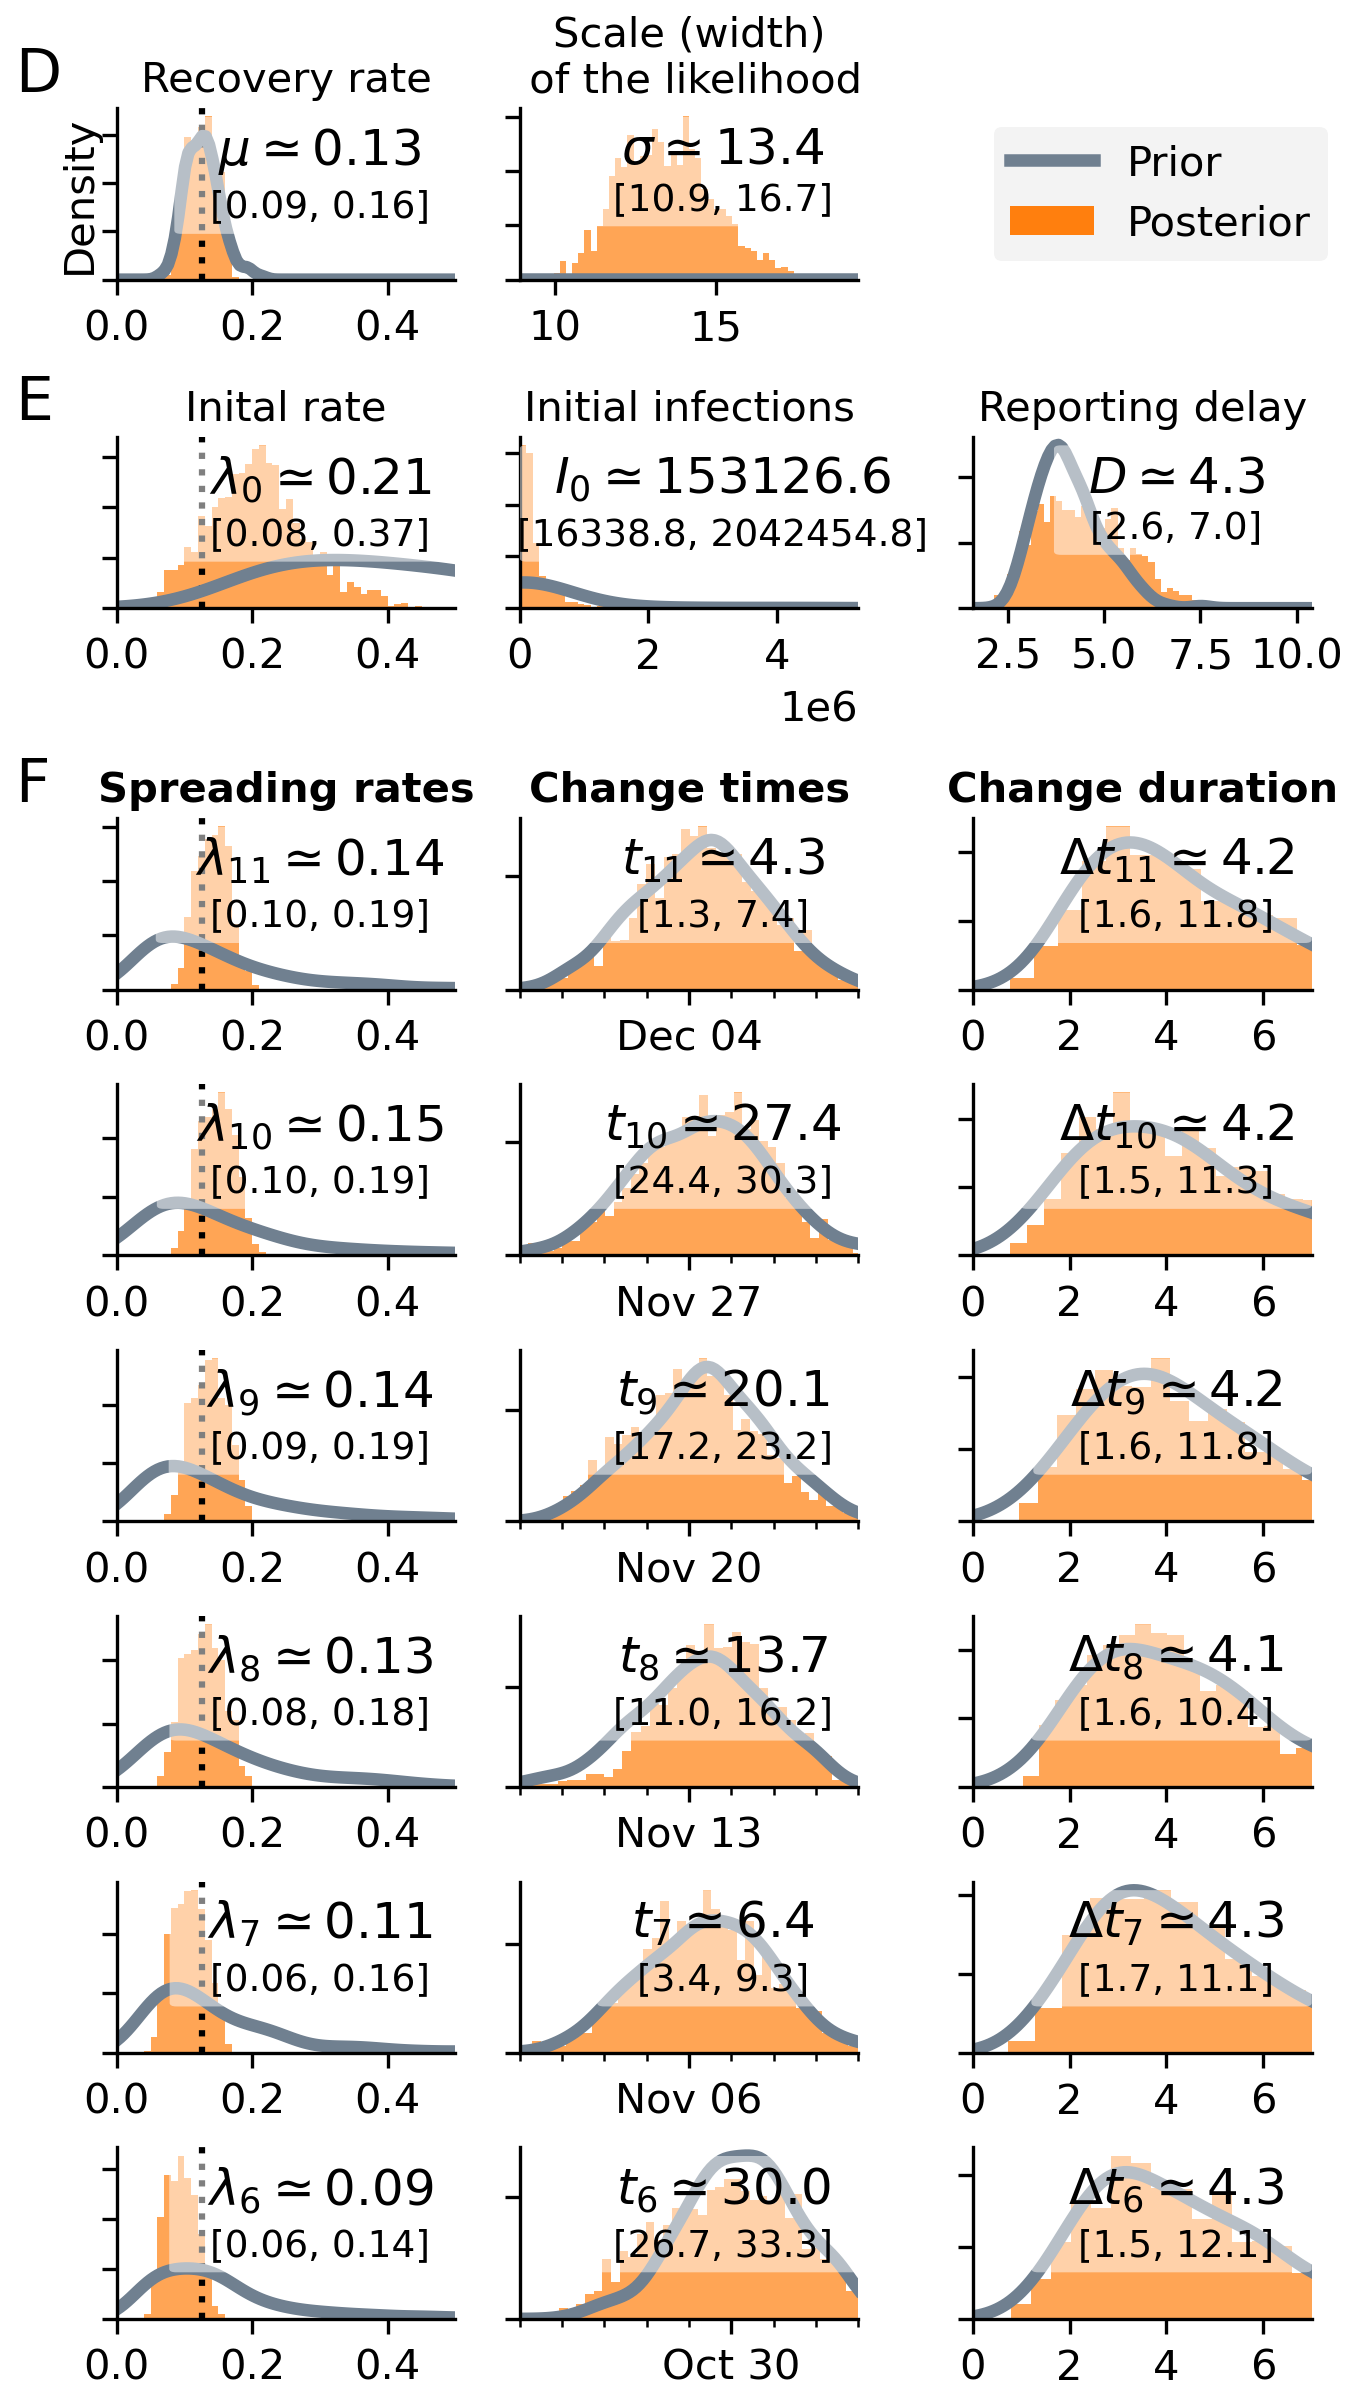 D
Recovery rate
Scale (width)
of the likelihood
Density
μ ≃ 0.13
[0.09, 0.16]
0.0 0.2 0.4
σ ≃ 13.4
[10.9, 16.7]
10 15
Prior
Posterior
E
Inital rate
λ0 ≃ 0.21
[0.08, 0.37]
0.0 0.2 0.4
Initial infections
I0 ≃ 153126.6
[16338.8, 2042454.8]
0 2 4
1e6
Reporting delay
D ≃ 4.3
[2.6, 7.0]
2.5 5.0 7.5 10.0
F
Spreading rates
Change times
Change duration
λ11 ≃ 0.14
[0.10, 0.19]
0.0 0.2 0.4
t11 ≃ 4.3
[1.3, 7.4]
Dec 04
Δt11 ≃ 4.2
[1.6, 11.8]
0 2 4 6
λ10 ≃ 0.15
[0.10, 0.19]
0.0 0.2 0.4
t10 ≃ 27.4
[24.4, 30.3]
Nov 27
Δt10 ≃ 4.2
[1.5, 11.3]
0 2 4 6
λ9 ≃ 0.14
[0.09, 0.19]
0.0 0.2 0.4
t9 ≃ 20.1
[17.2, 23.2]
Nov 20
Δt9 ≃ 4.2
[1.6, 11.8]
0 2 4 6
λ8 ≃ 0.13
[0.08, 0.18]
0.0 0.2 0.4
t8 ≃ 13.7
[11.0, 16.2]
Nov 13
Δt8 ≃ 4.1
[1.6, 10.4]
0 2 4 6
λ7 ≃ 0.11
[0.06, 0.16]
0.0 0.2 0.4
t7 ≃ 6.4
[3.4, 9.3]
Nov 06
Δt7 ≃ 4.3
[1.7, 11.1]
0 2 4 6
λ6 ≃ 0.09
[0.06, 0.14]
0.0 0.2 0.4
t6 ≃ 30.0
[26.7, 33.3]
Oct 30
Δt6 ≃ 4.3
[1.5, 12.1]
0 2 4 6